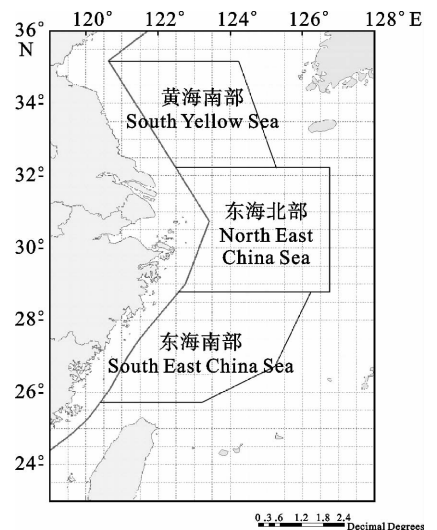 120° 122° 124° 126° 128° E
36°
N
34°
32°
30°
28°
26°
24°
黄海南部
South Yellow Sea
东海北部
North East
China Sea
东海南部
South East China Sea
0 .3 .6 1.2 1.8 2.4
Decimal Degrees